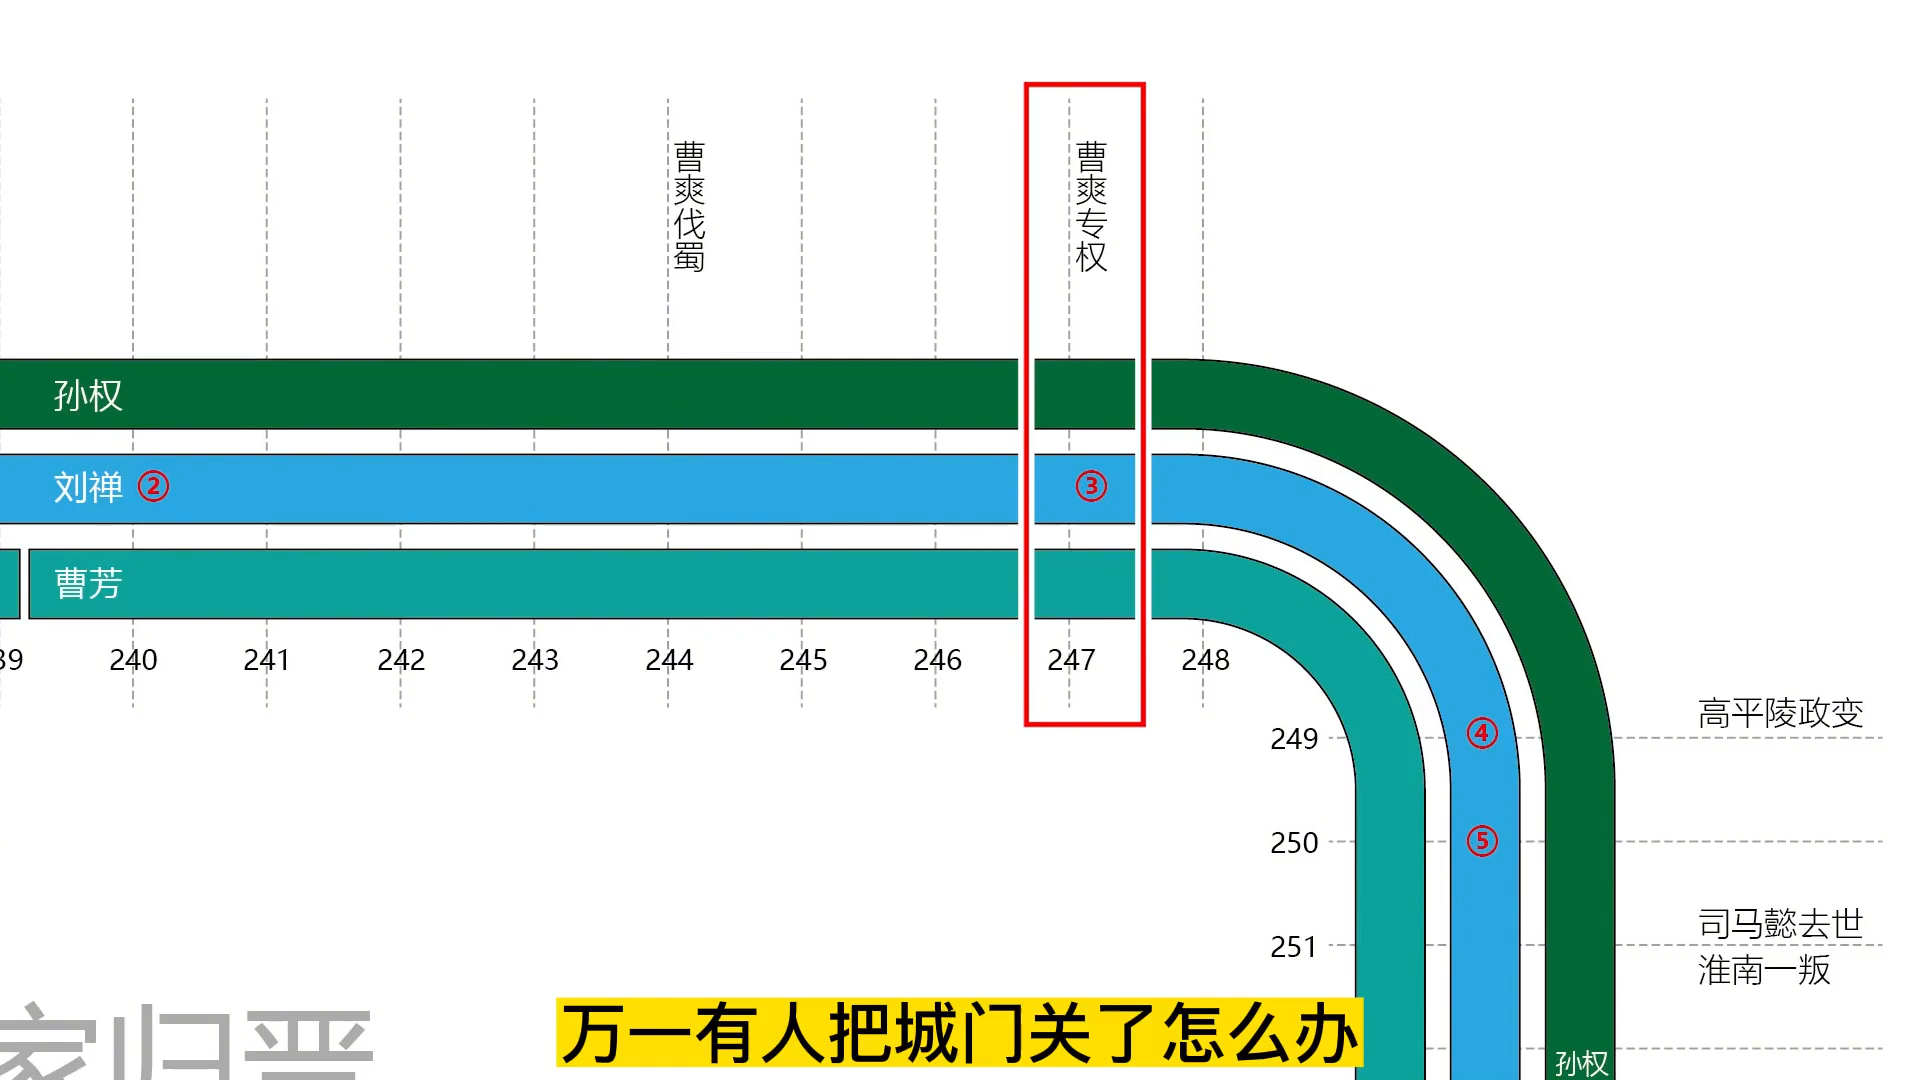 曹爽伐蜀
曹爽专权
孙权
刘禅 ②
③
曹芳
39 240 241 242 243 244 245 246 247 248
高平陵政变
249
④
250
⑤
司马懿去世
251
淮南一叛
家归晋
万一有人把城门关了怎么办
孙权